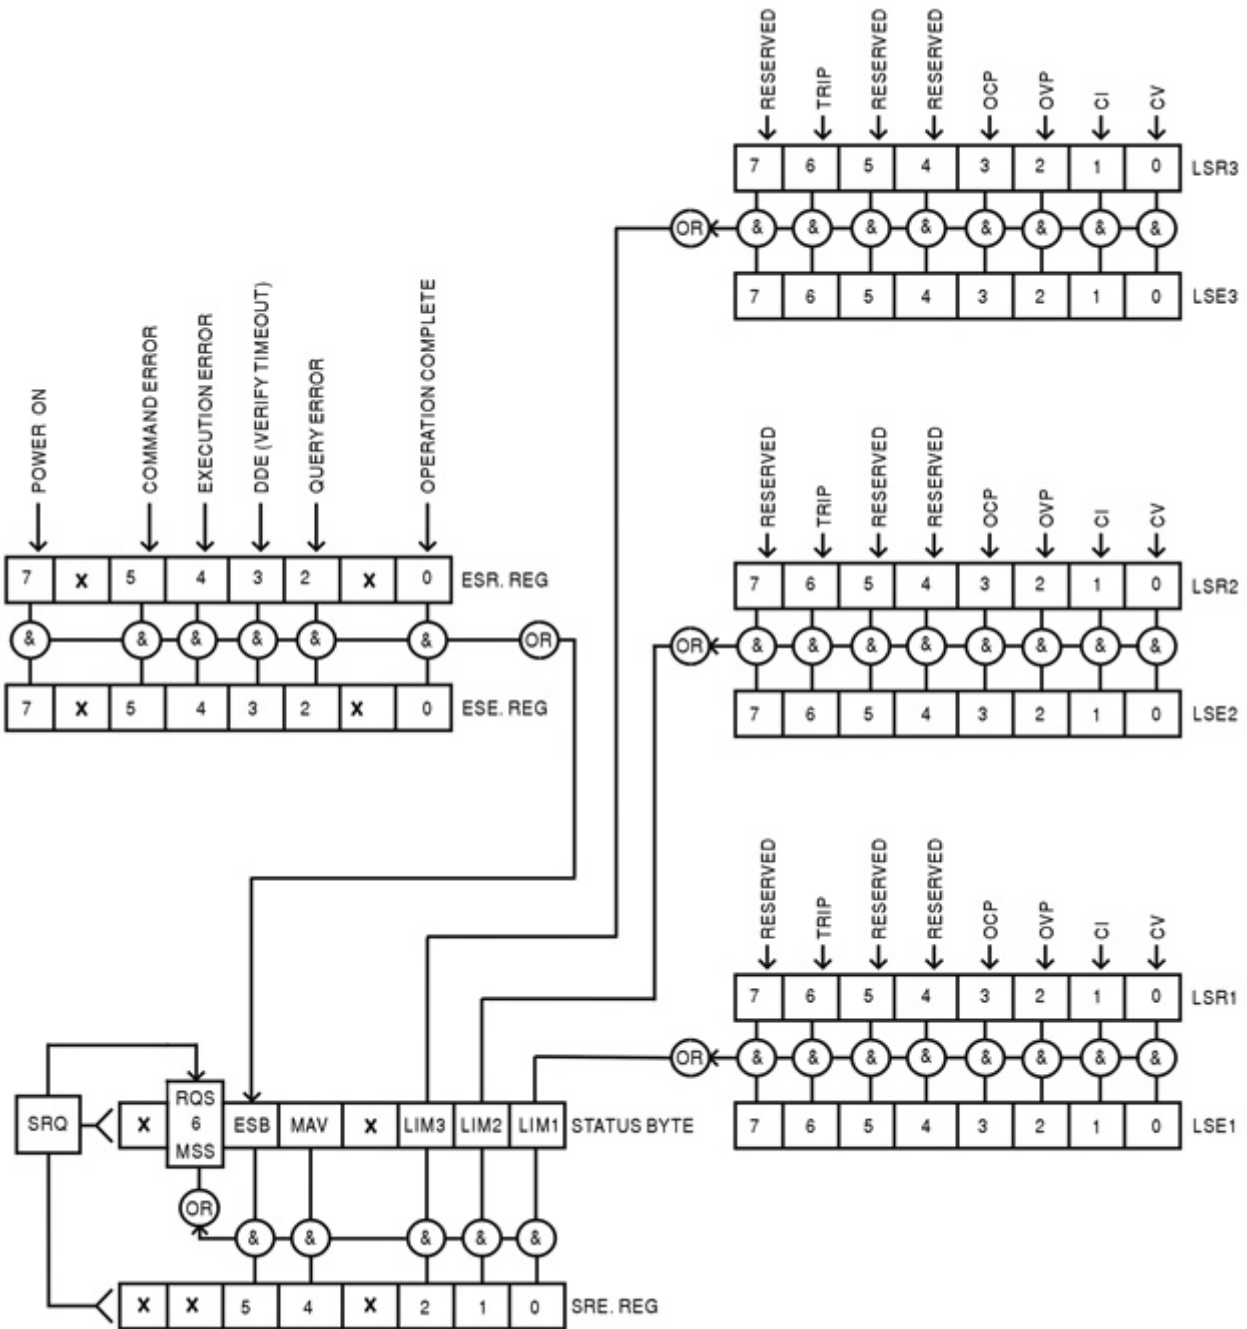 RESERVED TRIP RESERVED RESERVED OCP OVP CI CV
7 6 5 4 3 2 1 0 LSR3
OR & & & & & & & &
7 6 5 4 3 2 1 0 LSE3
POWER ON COMMAND ERROR EXECUTION ERROR DDE (VERIFY TIMEOUT) QUERY ERROR OPERATION COMPLETE
7 X 5 4 3 2 X 0 ESR. REG
& & & & & & OR
7 X 5 4 3 2 X 0 ESE. REG
RESERVED TRIP RESERVED RESERVED OCP OVP CI CV
7 6 5 4 3 2 1 0 LSR2
OR & & & & & & & &
7 6 5 4 3 2 1 0 LSE2
RESERVED TRIP RESERVED RESERVED OCP OVP CI CV
7 6 5 4 3 2 1 0 LSR1
OR & & & & & & & &
7 6 5 4 3 2 1 0 LSE1
SRQ
X RQS 6 MSS ESB MAV X LIM3 LIM2 LIM1 STATUS BYTE
OR
& & & & &
X X 5 4 X 2 1 0 SRE. REG